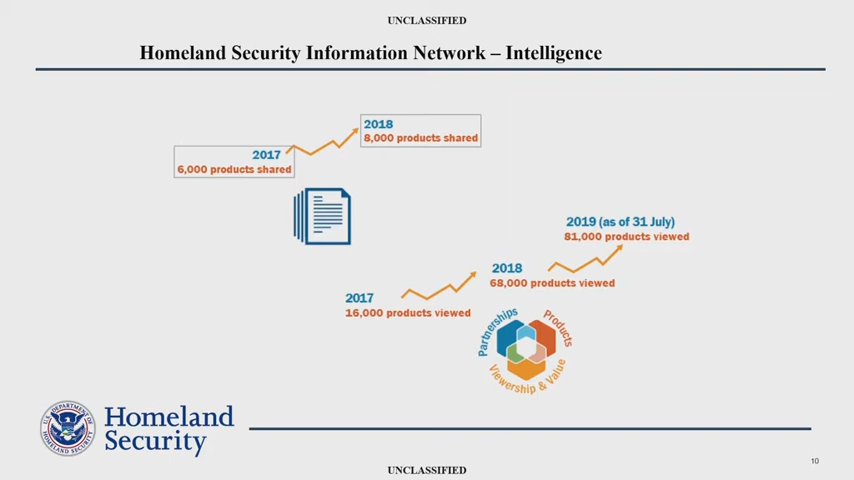 UNCLASSIFIED
Homeland Security Information Network – Intelligence
2018
8,000 products shared
2017
6,000 products shared
2019 (as of 31 July)
81,000 products viewed
2018
68,000 products viewed
2017
16,000 products viewed
Partnerships
Products
Viewership & Value
U.S. DEPARTMENT OF
HOMELAND SECURITY
Homeland
Security
10
UNCLASSIFIED